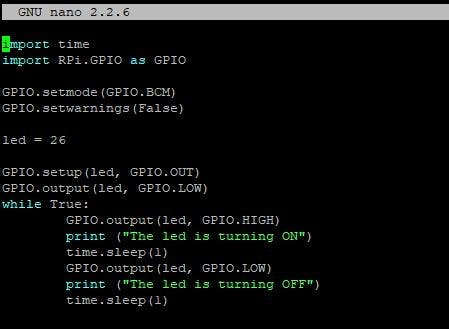 GNU nano 2.2.6
import time
import RPi.GPIO as GPIO
GPIO.setmode(GPIO.BCM)
GPIO.setwarnings(False)
led = 26
GPIO.setup(led, GPIO.OUT)
GPIO.output(led, GPIO.LOW)
while True:
        GPIO.output(led, GPIO.HIGH)
        print ("The led is turning ON")
        time.sleep(1)
        GPIO.output(led, GPIO.LOW)
        print ("The led is turning OFF")
        time.sleep(1)